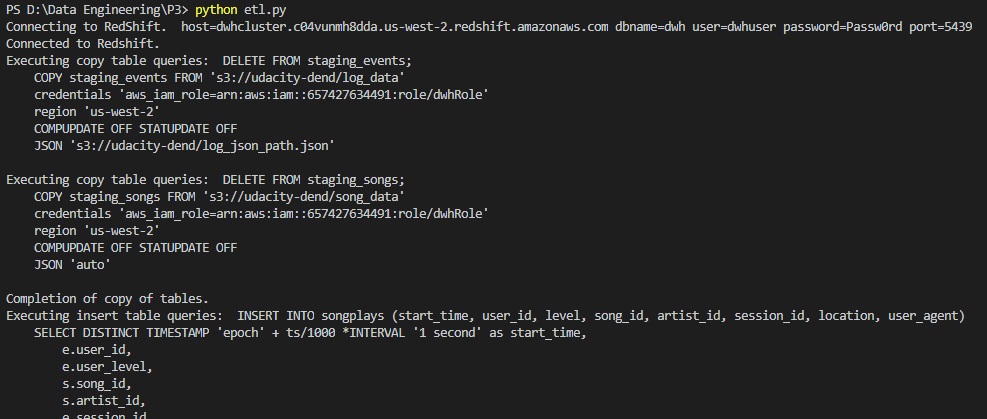 PS D:\Data Engineering\P3> python etl.py
Connecting to RedShift.  host=dwhcluster.c04vunmh8dda.us-west-2.redshift.amazonaws.com dbname=dwh user=dwhuser password=Passw0rd port=5439
Connected to Redshift.
Executing copy table queries:  DELETE FROM staging_events;
    COPY staging_events FROM 's3://udacity-dend/log_data'
    credentials 'aws_iam_role=arn:aws:iam::657427634491:role/dwhRole'
    region 'us-west-2'
    COMPUPDATE OFF STATUPDATE OFF
    JSON 's3://udacity-dend/log_json_path.json'

Executing copy table queries:  DELETE FROM staging_songs;
    COPY staging_songs FROM 's3://udacity-dend/song_data'
    credentials 'aws_iam_role=arn:aws:iam::657427634491:role/dwhRole'
    region 'us-west-2'
    COMPUPDATE OFF STATUPDATE OFF
    JSON 'auto'

Completion of copy of tables.
Executing insert table queries:  INSERT INTO songplays (start_time, user_id, level, song_id, artist_id, session_id, location, user_agent)
    SELECT DISTINCT TIMESTAMP 'epoch' + ts/1000 *INTERVAL '1 second' as start_time,
        e.user_id,
        e.user_level,
        s.song_id,
        s.artist_id,
        e.session_id